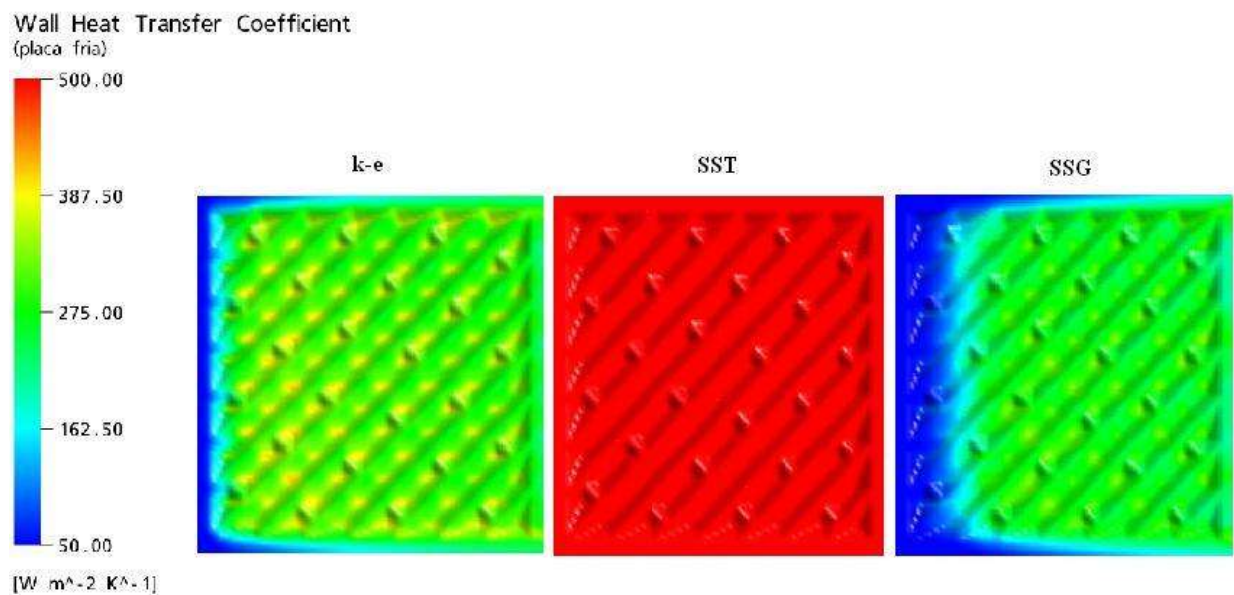 Wall Heat Transfer Coefficient
(placa fria)
500.00
387.50
275.00
162.50
50.00
[W m^-2 K^-1]
k-e
SST
SSG